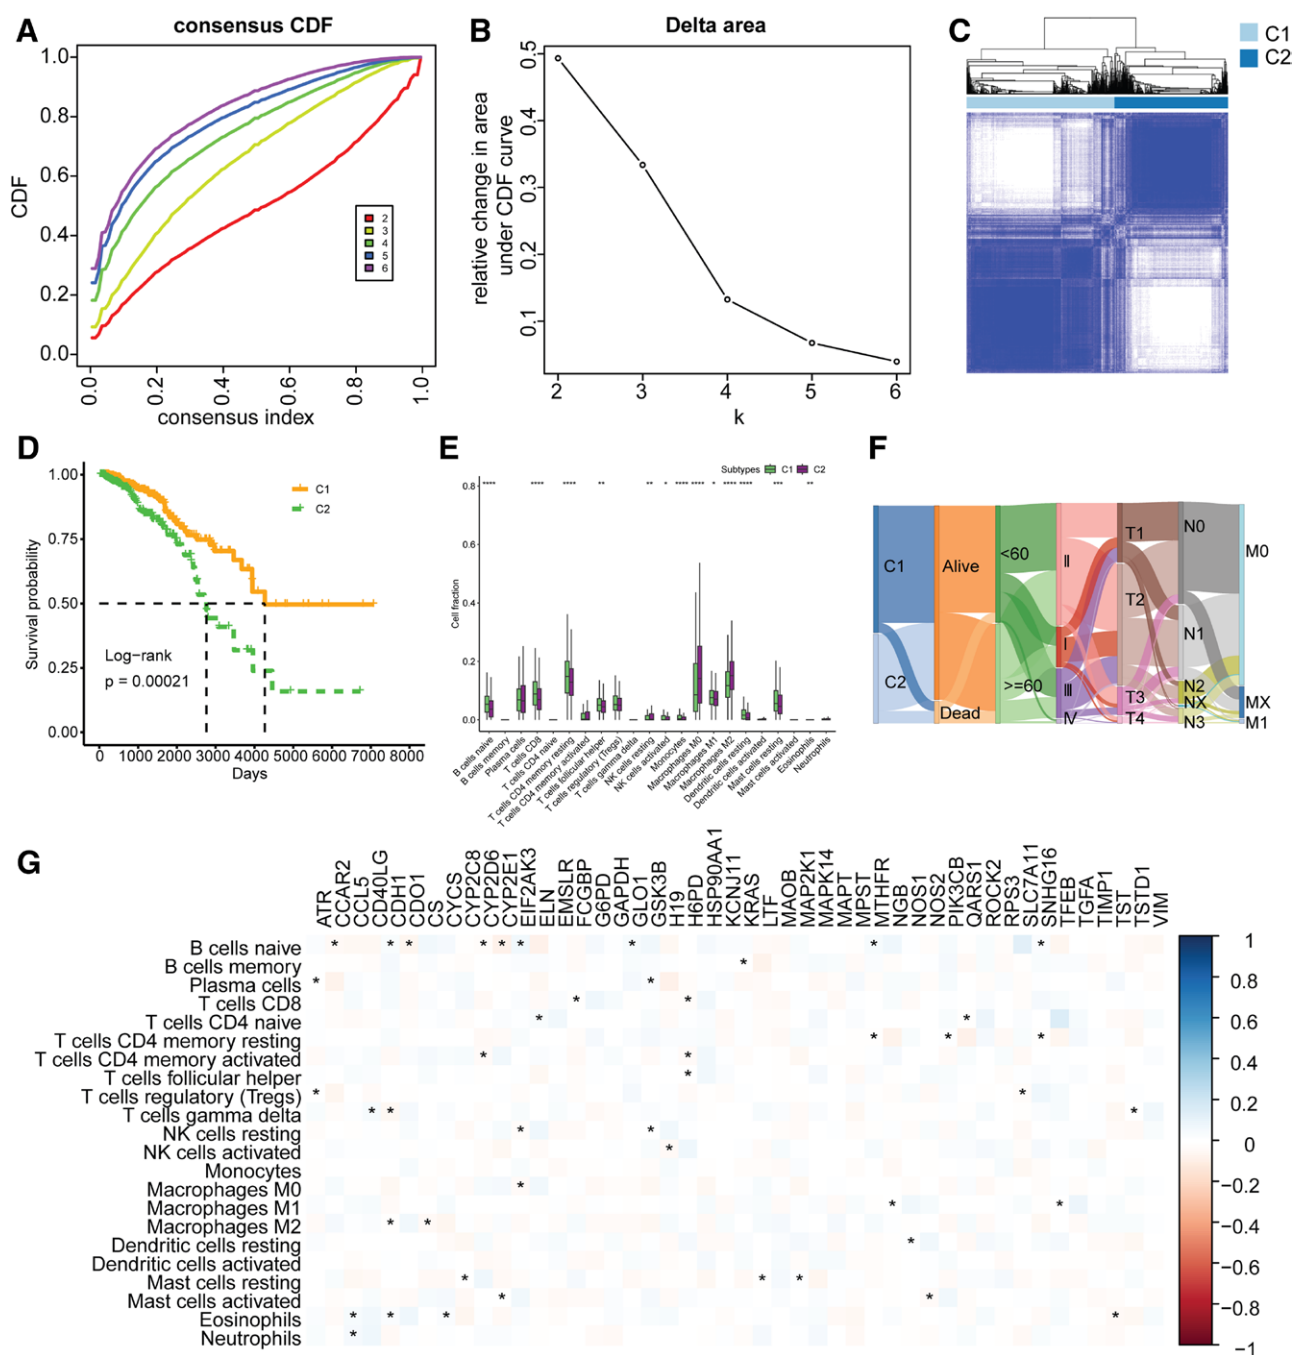 A
consensus CDF
CDF
1.0
0.8
0.6
0.4
0.2
0.0
2
3
4
5
6
0.0
0.2
0.4
0.6
0.8
1.0
consensus index
B
Delta area
relative change in area
under CDF curve
0.5
0.4
0.3
0.2
0.1
2
3
4
5
6
k
C
C1
C2
D
Survival probability
1.00
0.75
0.50
0.25
0.00
C1
C2
Log-rank
p = 0.00021
0
1000
2000
3000
4000
5000
6000
7000
8000
Days
E
Subtypes
C1
C2
**** **** **** ** ** * **** **** * **** **** *** **
Cell fraction
0.8
0.6
0.4
0.2
0.0
B cells naive
B cells memory
Plasma cells
T cells CD8
T cells CD4 naive
T cells CD4 memory resting
T cells CD4 memory activated
T cells follicular helper
T cells regulatory (Tregs)
T cells gamma delta
NK cells resting
NK cells activated
Monocytes
Macrophages M0
Macrophages M1
Macrophages M2
Dendritic cells resting
Dendritic cells activated
Mast cells resting
Mast cells activated
Eosinophils
Neutrophils
F
C1
C2
Alive
Dead
<60
>=60
II
I
III
IV
T1
T2
T3
T4
N0
N1
N2
NX
N3
M0
MX
M1
G
ATR
CCAR2
CCL5
CD40LG
CDH1
CDO1
CS
CYCS
CYP2C8
CYP2D6
CYP2E1
EIF2AK3
ELN
EMSLR
FCGBP
G6PD
GAPDH
GLO1
GSK3B
H19
H6PD
HSP90AA1
KCNJ11
KRAS
LTF
MAOB
MAP2K1
MAPK14
MAPT
MPST
MTHFR
NGB
NOS1
NOS2
PIK3CB
QARS1
ROCK2
RPS3
SLC7A11
SNHG16
TFEB
TGFA
TIMP1
TST
TSTD1
VIM
B cells naive
B cells memory
Plasma cells
T cells CD8
T cells CD4 naive
T cells CD4 memory resting
T cells CD4 memory activated
T cells follicular helper
T cells regulatory (Tregs)
T cells gamma delta
NK cells resting
NK cells activated
Monocytes
Macrophages M0
Macrophages M1
Macrophages M2
Dendritic cells resting
Dendritic cells activated
Mast cells resting
Mast cells activated
Eosinophils
Neutrophils
1
0.8
0.6
0.4
0.2
0
−0.2
−0.4
−0.6
−0.8
−1